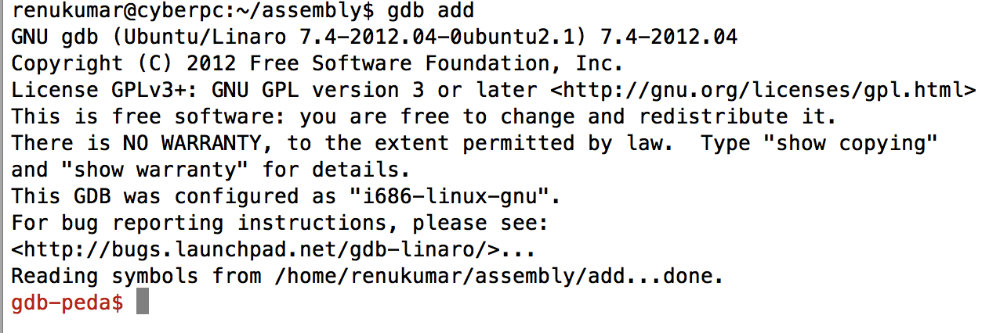 renukumar@cyberpc:~/assembly$ gdb add
GNU gdb (Ubuntu/Linaro 7.4-2012.04-0ubuntu2.1) 7.4-2012.04
Copyright (C) 2012 Free Software Foundation, Inc.
License GPLv3+: GNU GPL version 3 or later <http://gnu.org/licenses/gpl.html>
This is free software: you are free to change and redistribute it.
There is NO WARRANTY, to the extent permitted by law.  Type "show copying"
and "show warranty" for details.
This GDB was configured as "i686-linux-gnu".
For bug reporting instructions, please see:
<http://bugs.launchpad.net/gdb-linaro/>...
Reading symbols from /home/renukumar/assembly/add...done.
gdb-peda$